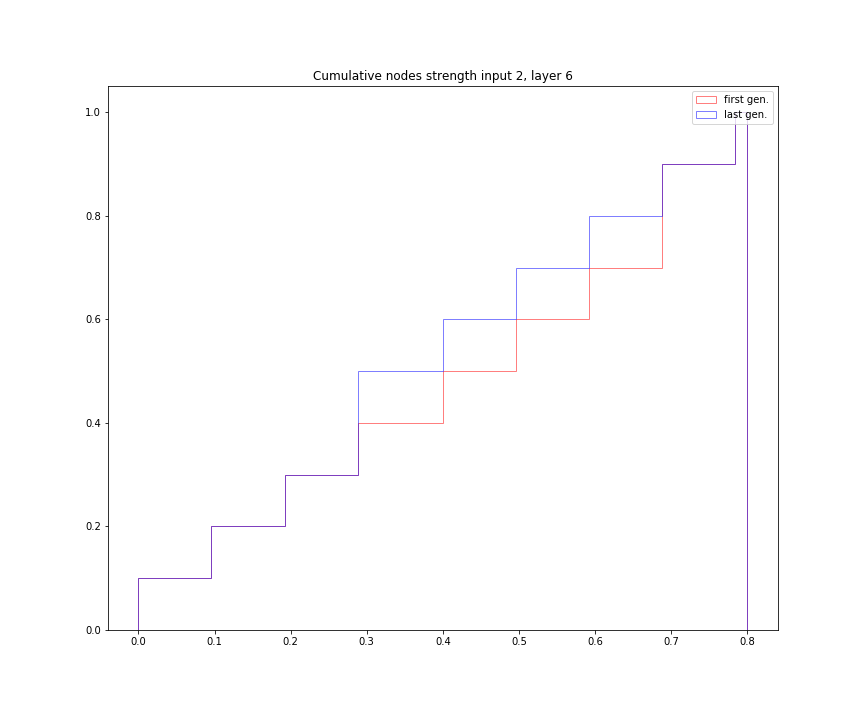 Cumulative nodes strength input 2, layer 6
first gen.
last gen.
1.0
0.8
0.6
0.4
0.2
0.0
0.0 0.1 0.2 0.3 0.4 0.5 0.6 0.7 0.8